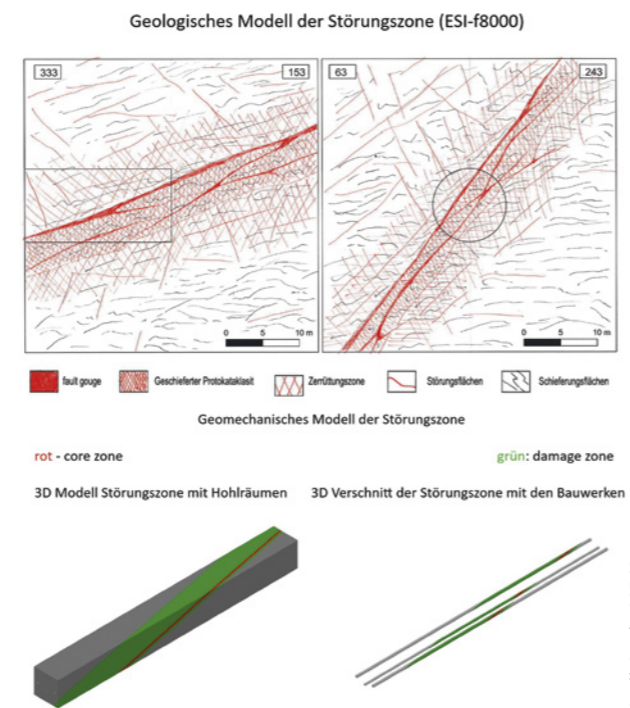 Geologisches Modell der Störungszone (ESI-f8000)
333
153
63
243
0 5 10 m
0 5 10 m
fault gouge
Geschieferter Protokataklasit
Zerrüttungszone
Störungsflächen
Schieferungsflächen
Geomechanisches Modell der Störungszone
rot - core zone
grün: damage zone
3D Modell Störungszone mit Hohlräumen
3D Verschnitt der Störungszone mit den Bauwerken